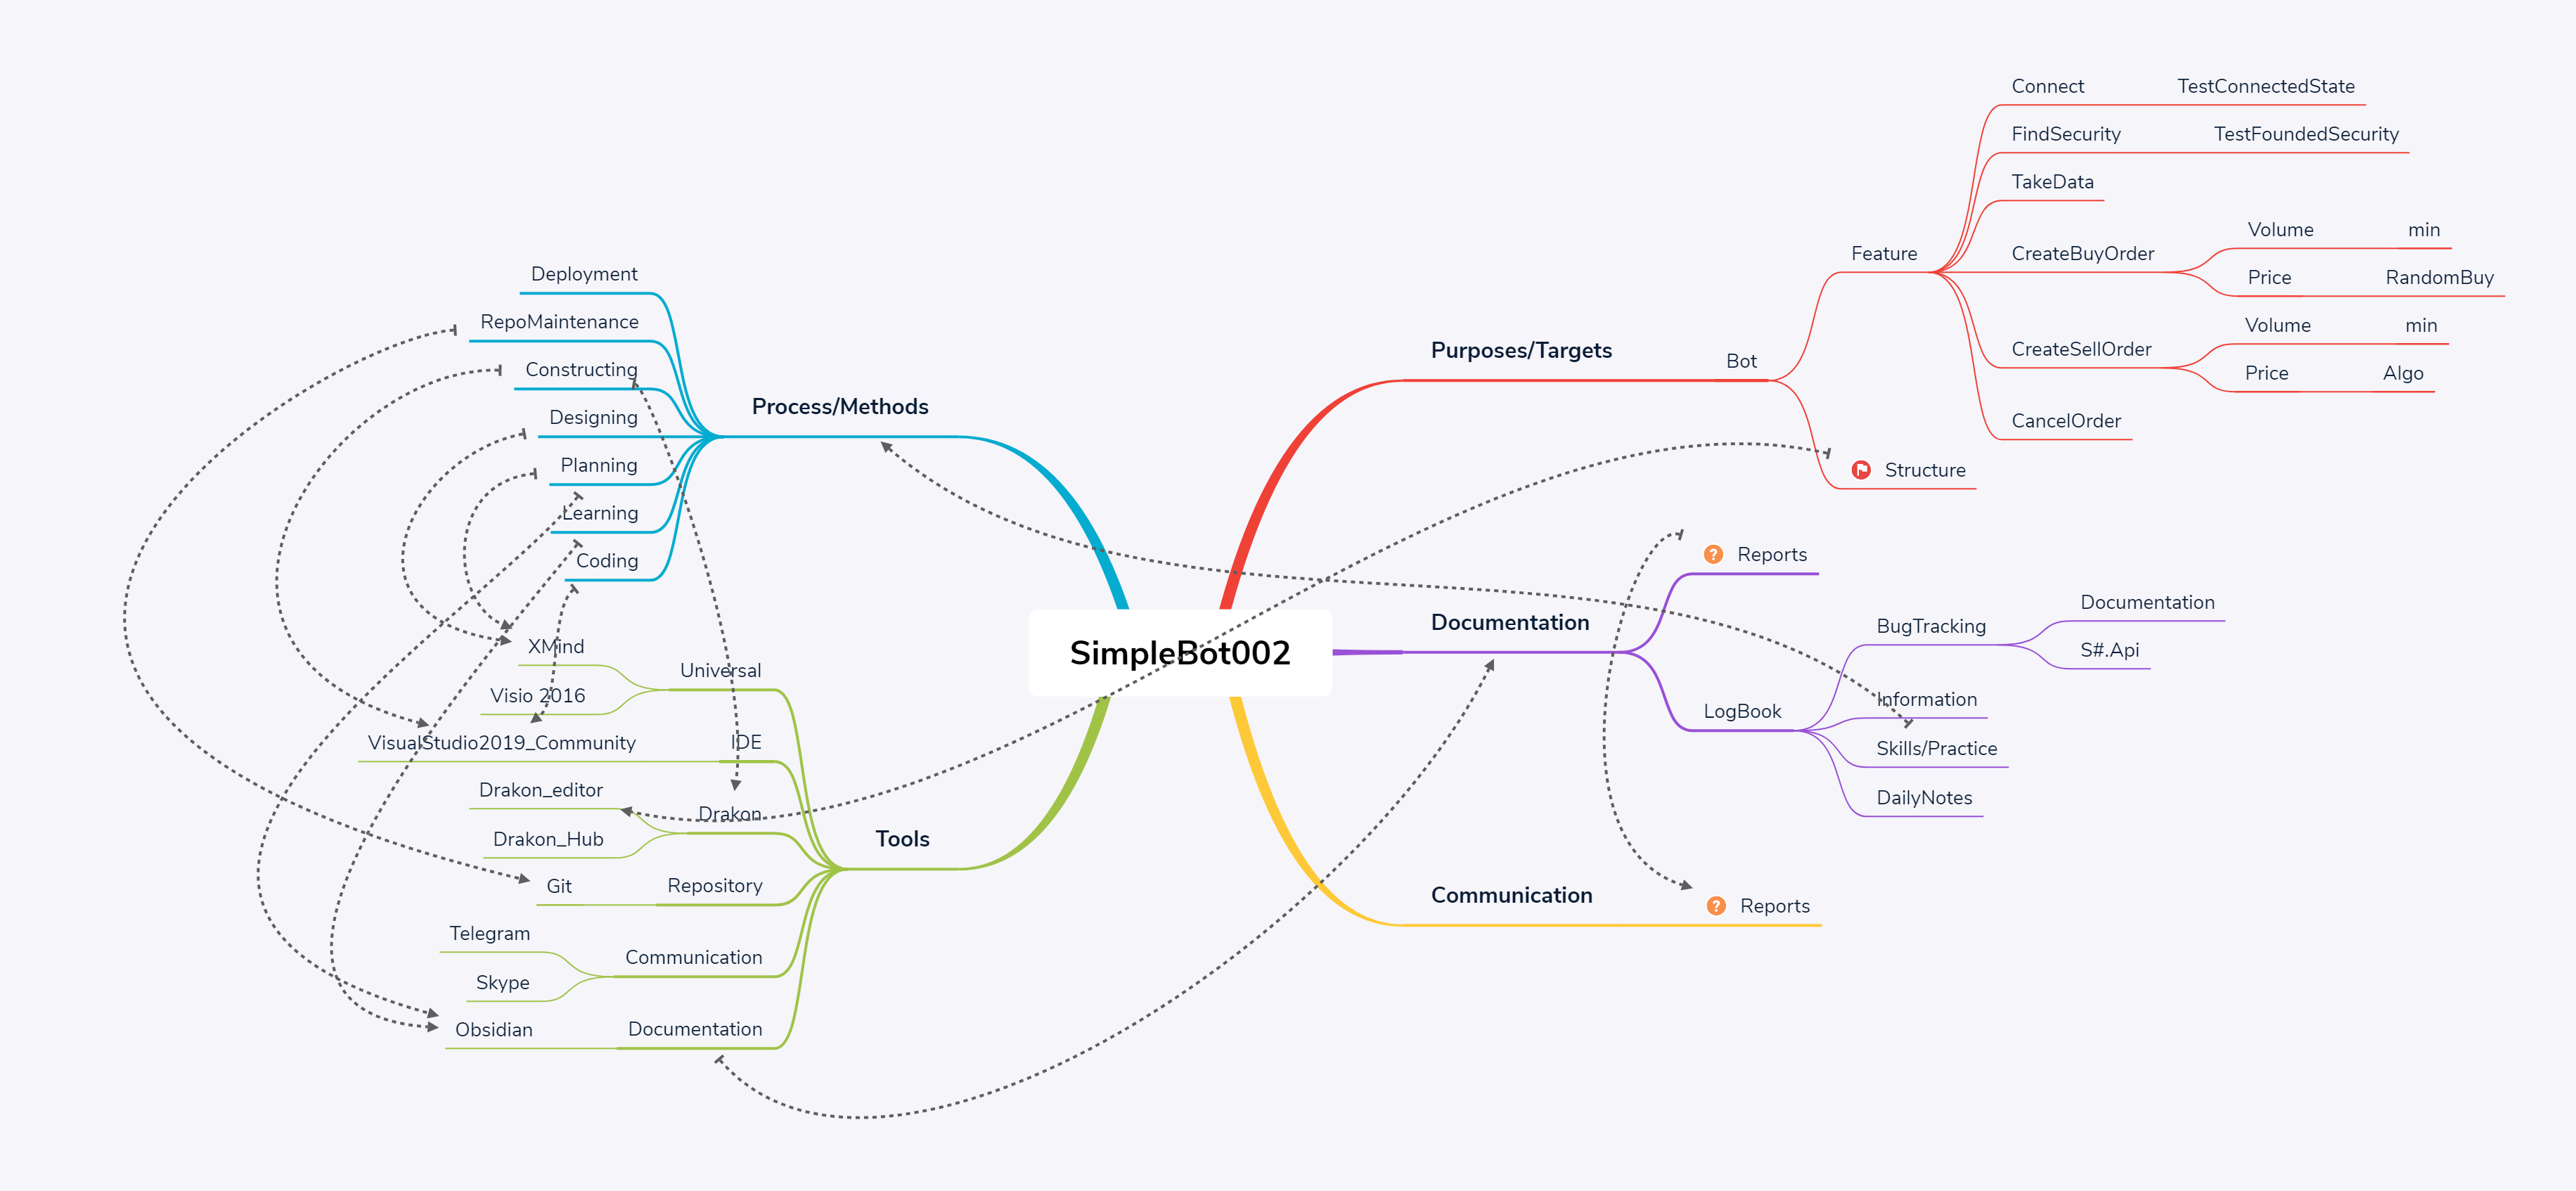 SimpleBot002
Purposes/Targets
Bot
Feature
Connect
TestConnectedState
FindSecurity
TestFoundedSecurity
TakeData
CreateBuyOrder
Volume
min
Price
RandomBuy
CreateSellOrder
Volume
min
Price
Algo
CancelOrder
Structure
Documentation
? Reports
LogBook
BugTracking
Documentation
S#.Api
Information
Skills/Practice
DailyNotes
Communication
? Reports
Process/Methods
Deployment
RepoMaintenance
Constructing
Designing
Planning
Learning
Coding
Tools
Universal
XMind
Visio 2016
IDE
VisualStudio2019_Community
Drakon
Drakon_editor
Drakon_Hub
Repository
Git
Communication
Telegram
Skype
Documentation
Obsidian